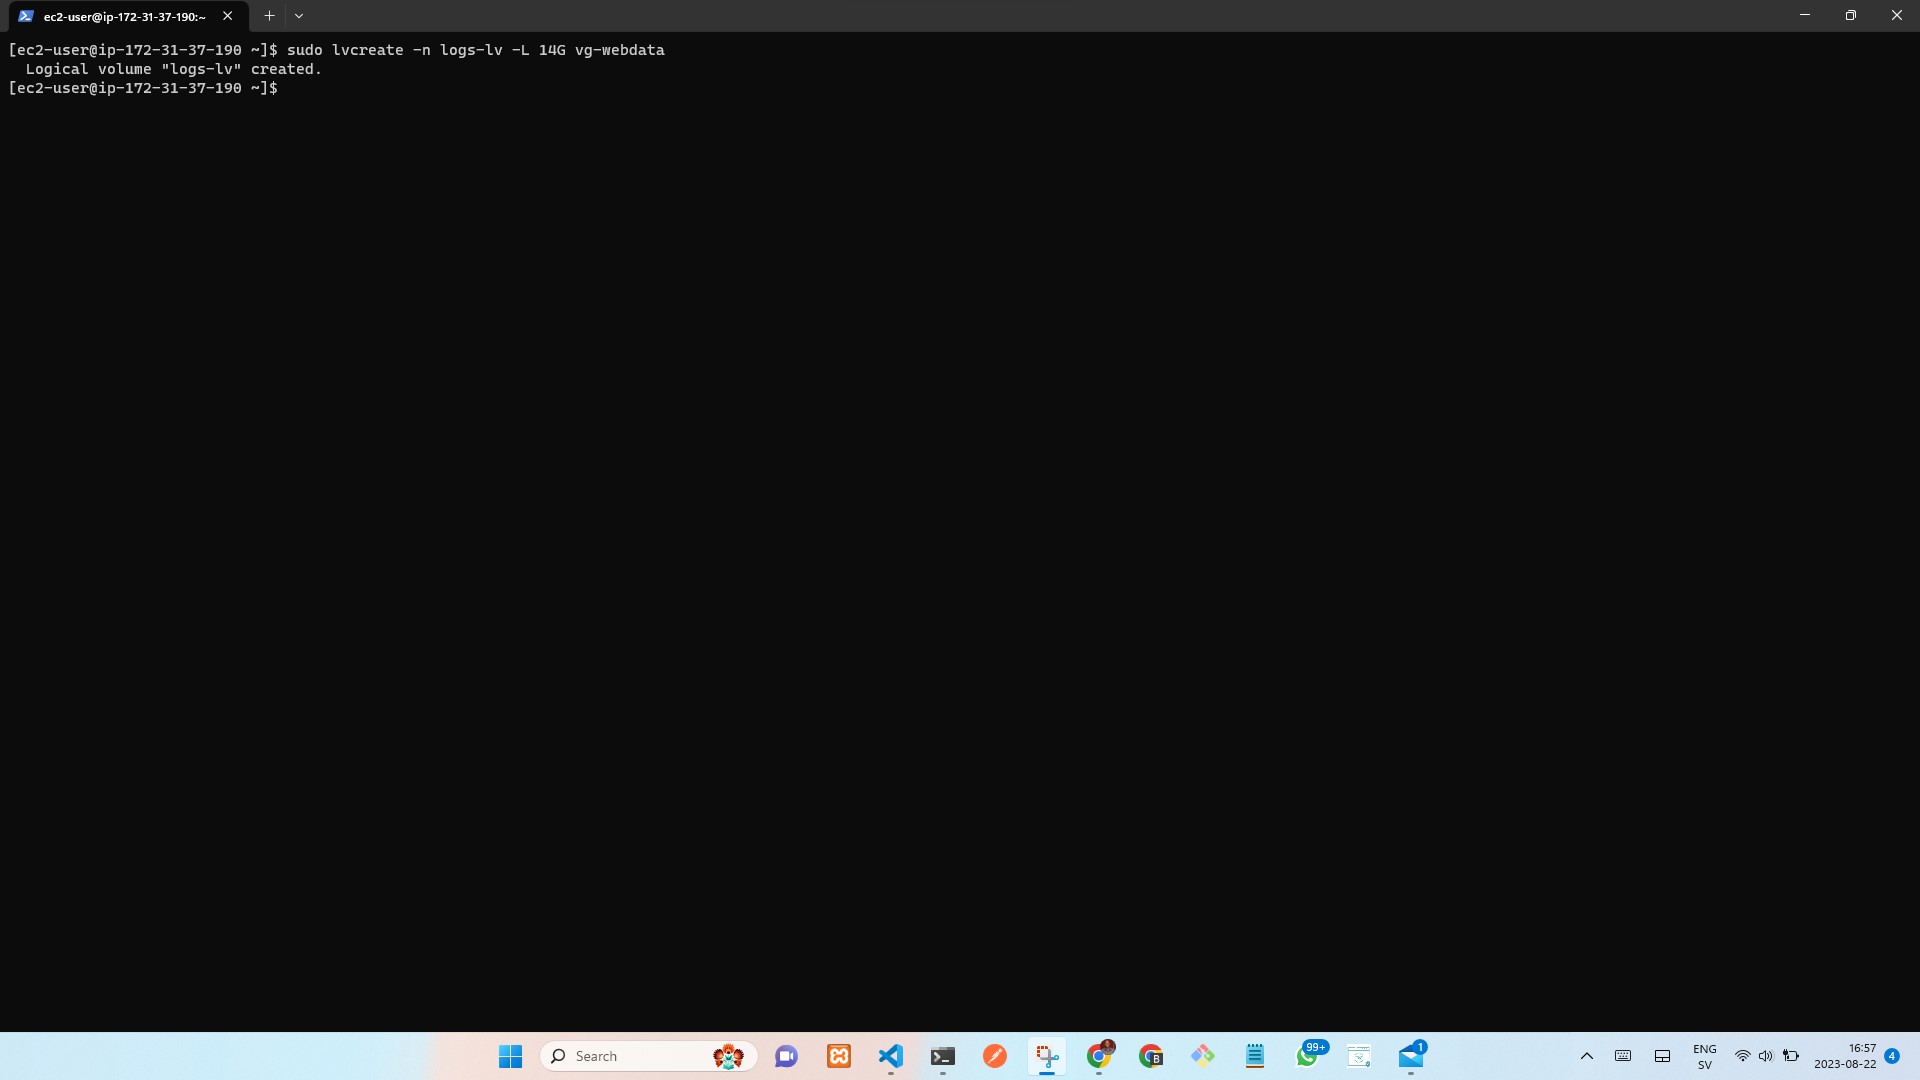 ec2-user@ip-172-31-37-190:~
[ec2-user@ip-172-31-37-190 ~]$ sudo lvcreate -n logs-lv -L 14G vg-webdata
  Logical volume "logs-lv" created.
[ec2-user@ip-172-31-37-190 ~]$
Search
B
99+
1
ENG
SV
16:57
2023-08-22
4